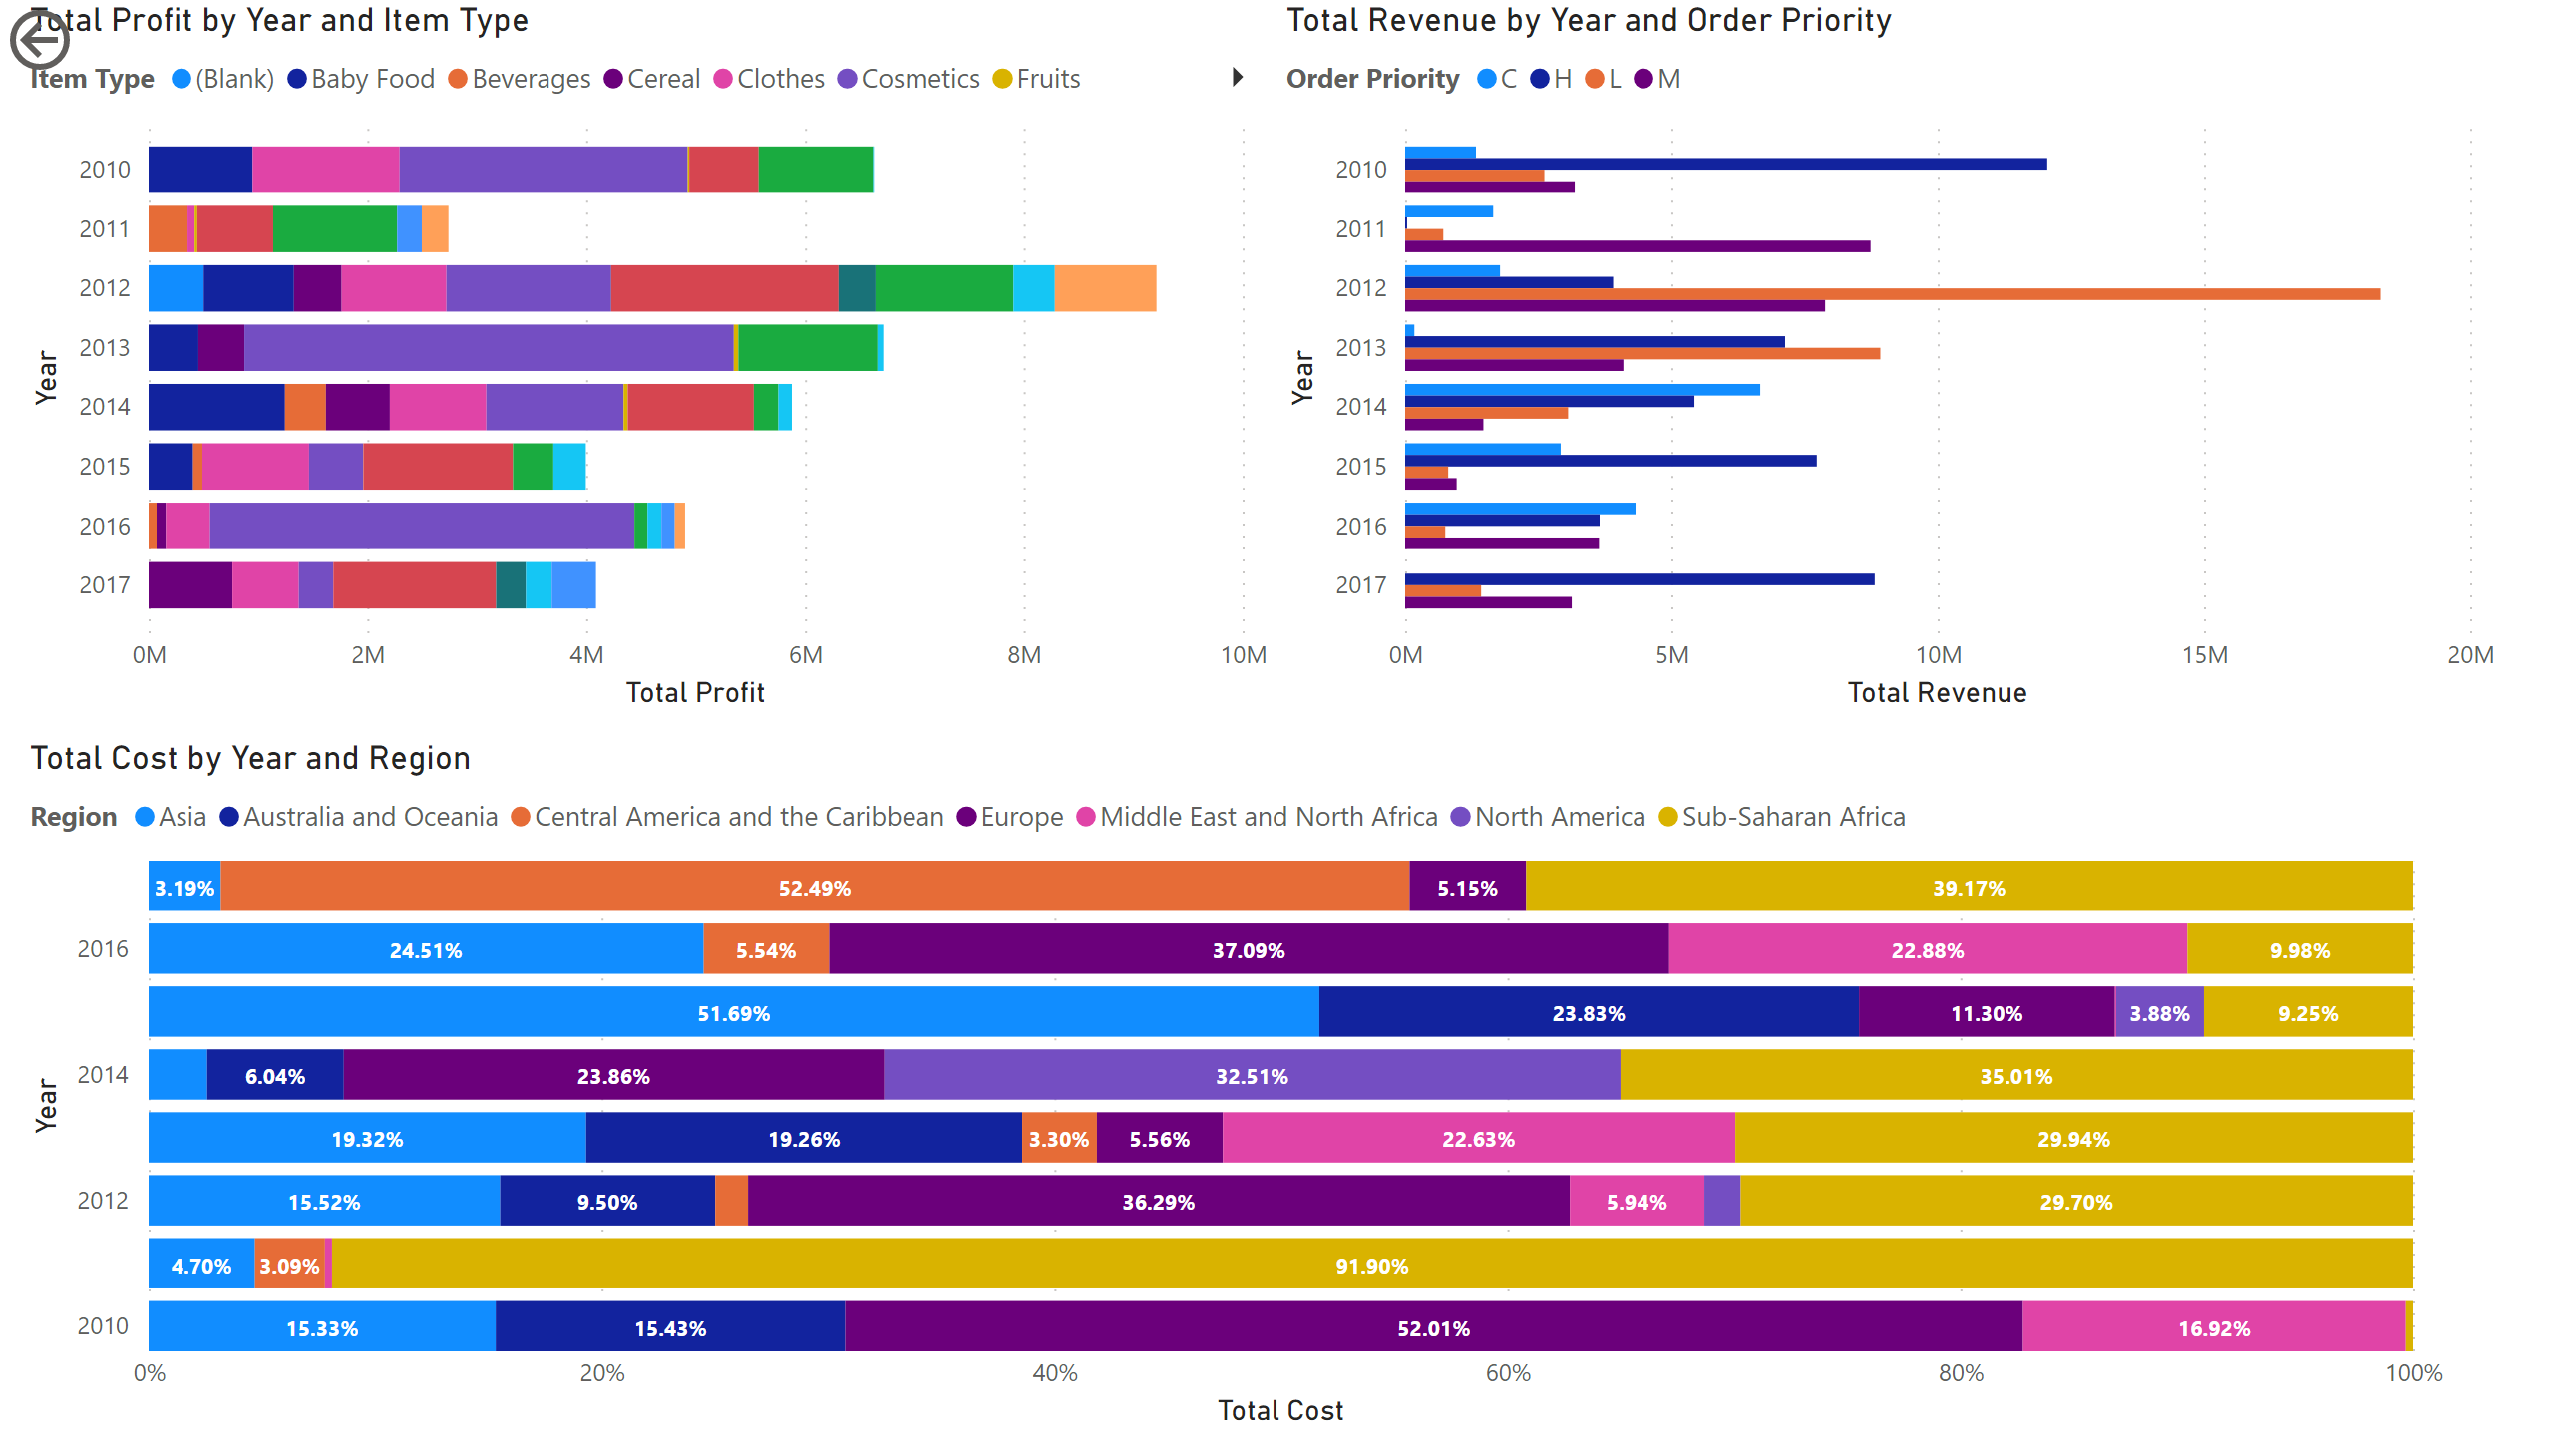 Total Profit by Year and Item Type
Item Type (Blank) Baby Food Beverages Cereal Clothes Cosmetics Fruits
2010
2011
2012
2013
2014
2015
2016
2017
Year
0M 2M 4M 6M 8M 10M
Total Profit
Total Revenue by Year and Order Priority
Order Priority C H L M
2010
2011
2012
2013
2014
2015
2016
2017
Year
0M 5M 10M 15M 20M
Total Revenue
Total Cost by Year and Region
Region Asia Australia and Oceania Central America and the Caribbean Europe Middle East and North Africa North America Sub-Saharan Africa
3.19% 52.49% 5.15% 39.17%
2016 24.51% 5.54% 37.09% 22.88% 9.98%
51.69% 23.83% 11.30% 3.88% 9.25%
2014 6.04% 23.86% 32.51% 35.01%
19.32% 19.26% 3.30% 5.56% 22.63% 29.94%
2012 15.52% 9.50% 36.29% 5.94% 29.70%
4.70% 3.09% 91.90%
2010 15.33% 15.43% 52.01% 16.92%
Year
0% 20% 40% 60% 80% 100%
Total Cost